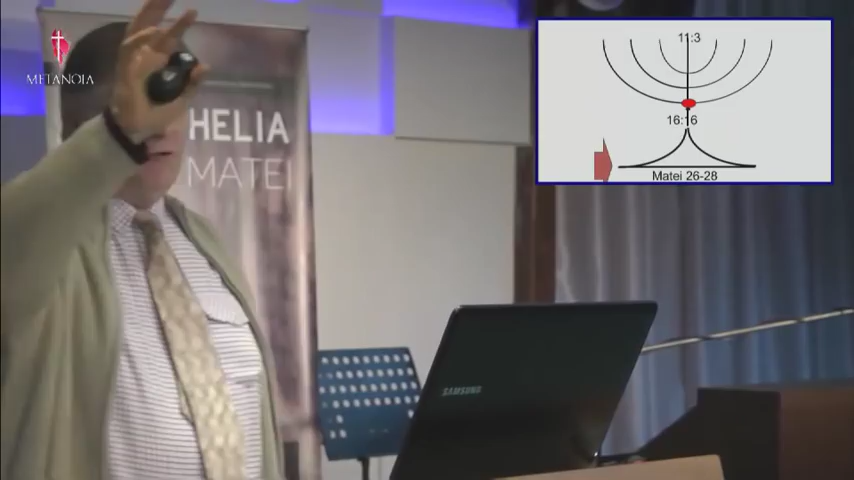 METANOIA
HELIA
MATEI
SAMSUNG
11:3
16:16
Matei 26-28